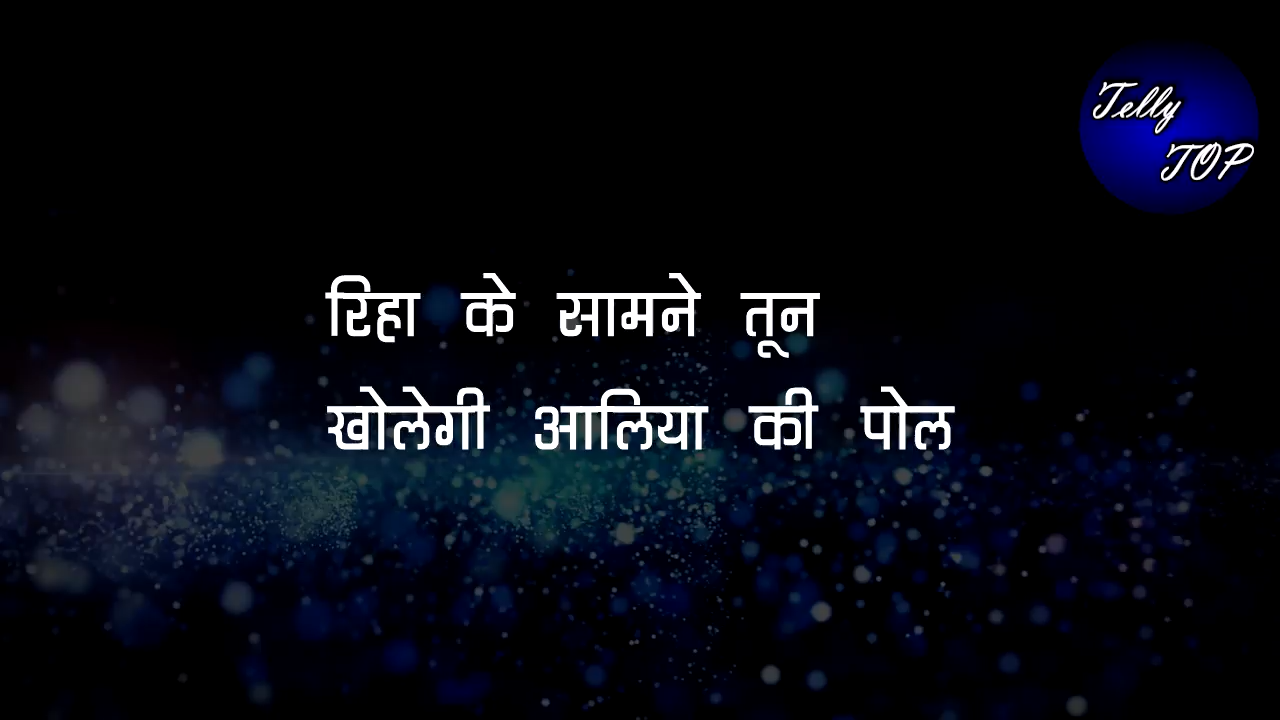 Telly
TOP
रिहा के सामने तून
खोलेगी आलिया की पोल